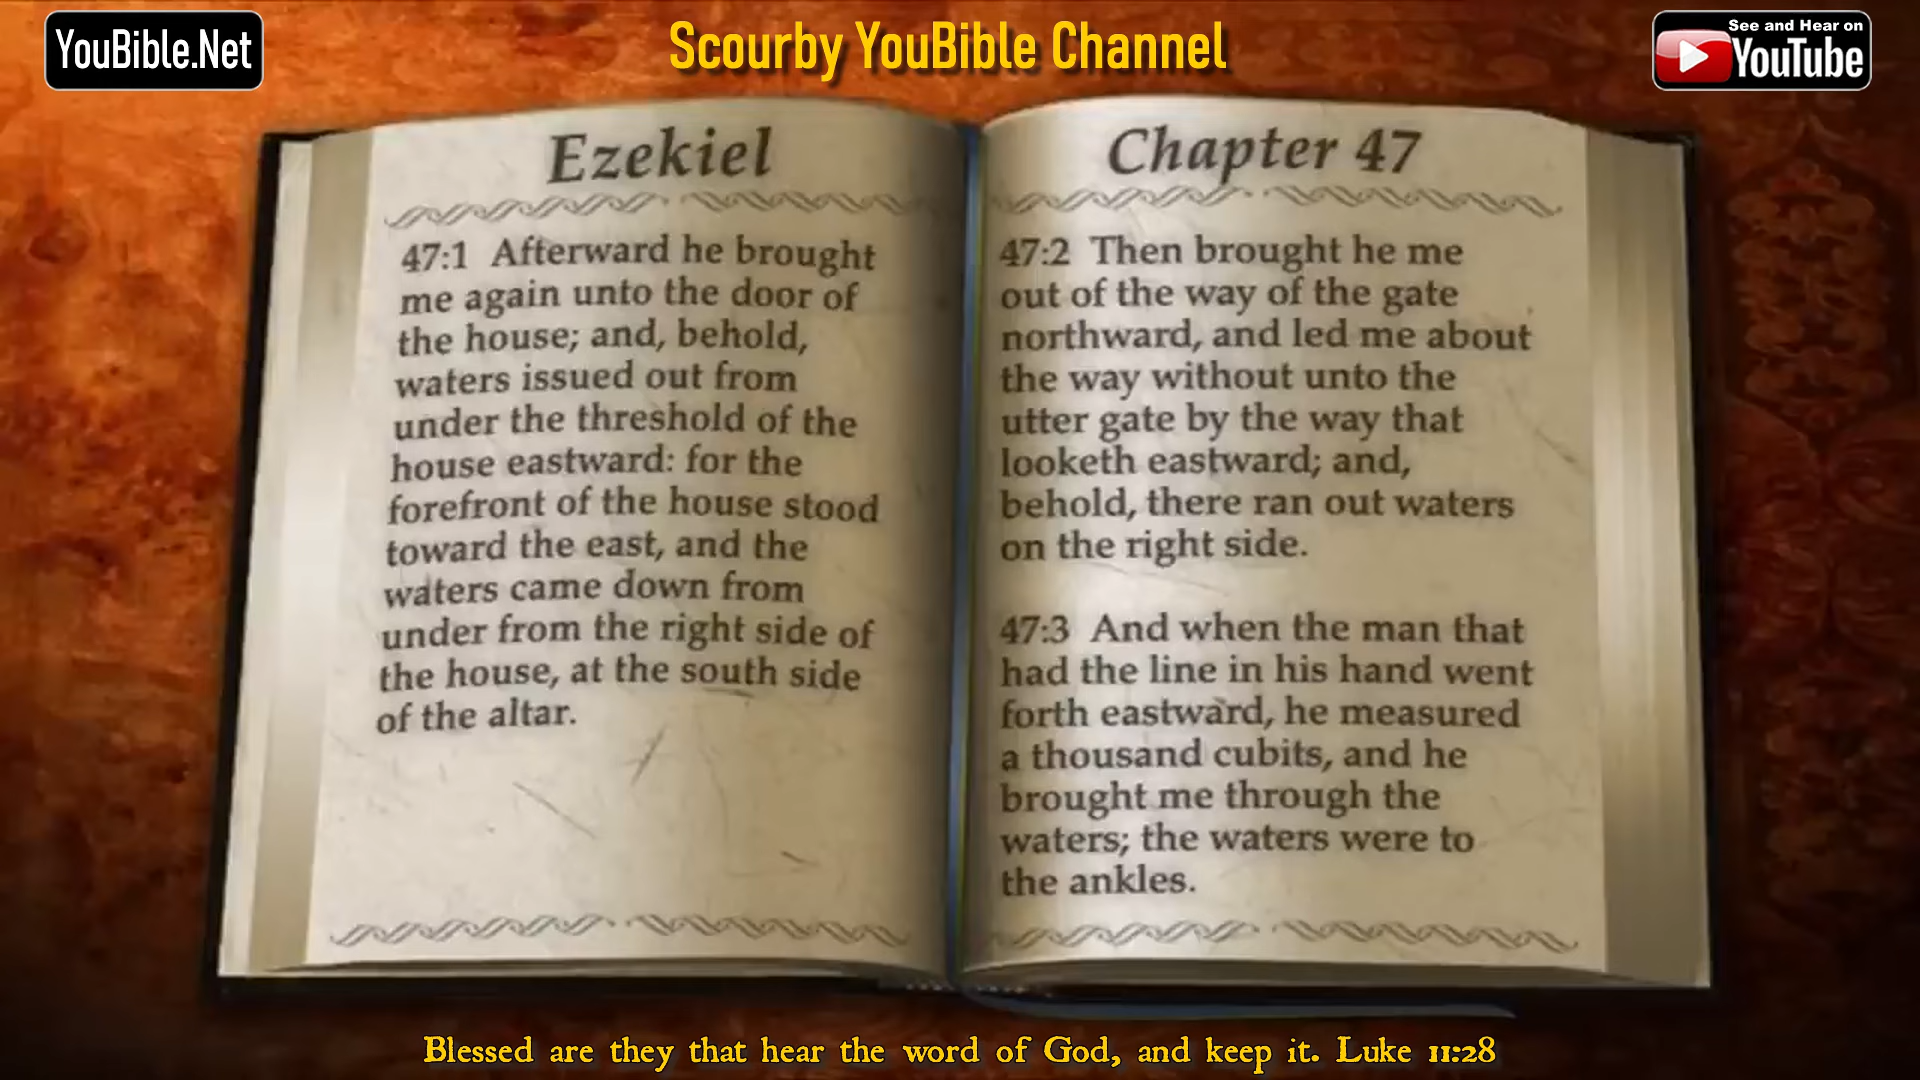 YouBible.Net
Scourby YouBible Channel
See and Hear on
YouTube
Ezekiel
47:1 Afterward he brought
me again unto the door of
the house; and, behold,
waters issued out from
under the threshold of the
house eastward: for the
forefront of the house stood
toward the east, and the
waters came down from
under from the right side of
the house, at the south side
of the altar.
Chapter 47
47:2 Then brought he me
out of the way of the gate
northward, and led me about
the way without unto the
utter gate by the way that
looketh eastward; and,
behold, there ran out waters
on the right side.
47:3 And when the man that
had the line in his hand went
forth eastward, he measured
a thousand cubits, and he
brought me through the
waters; the waters were to
the ankles.
Blessed are they that hear the word of God, and keep it. Luke 11:28